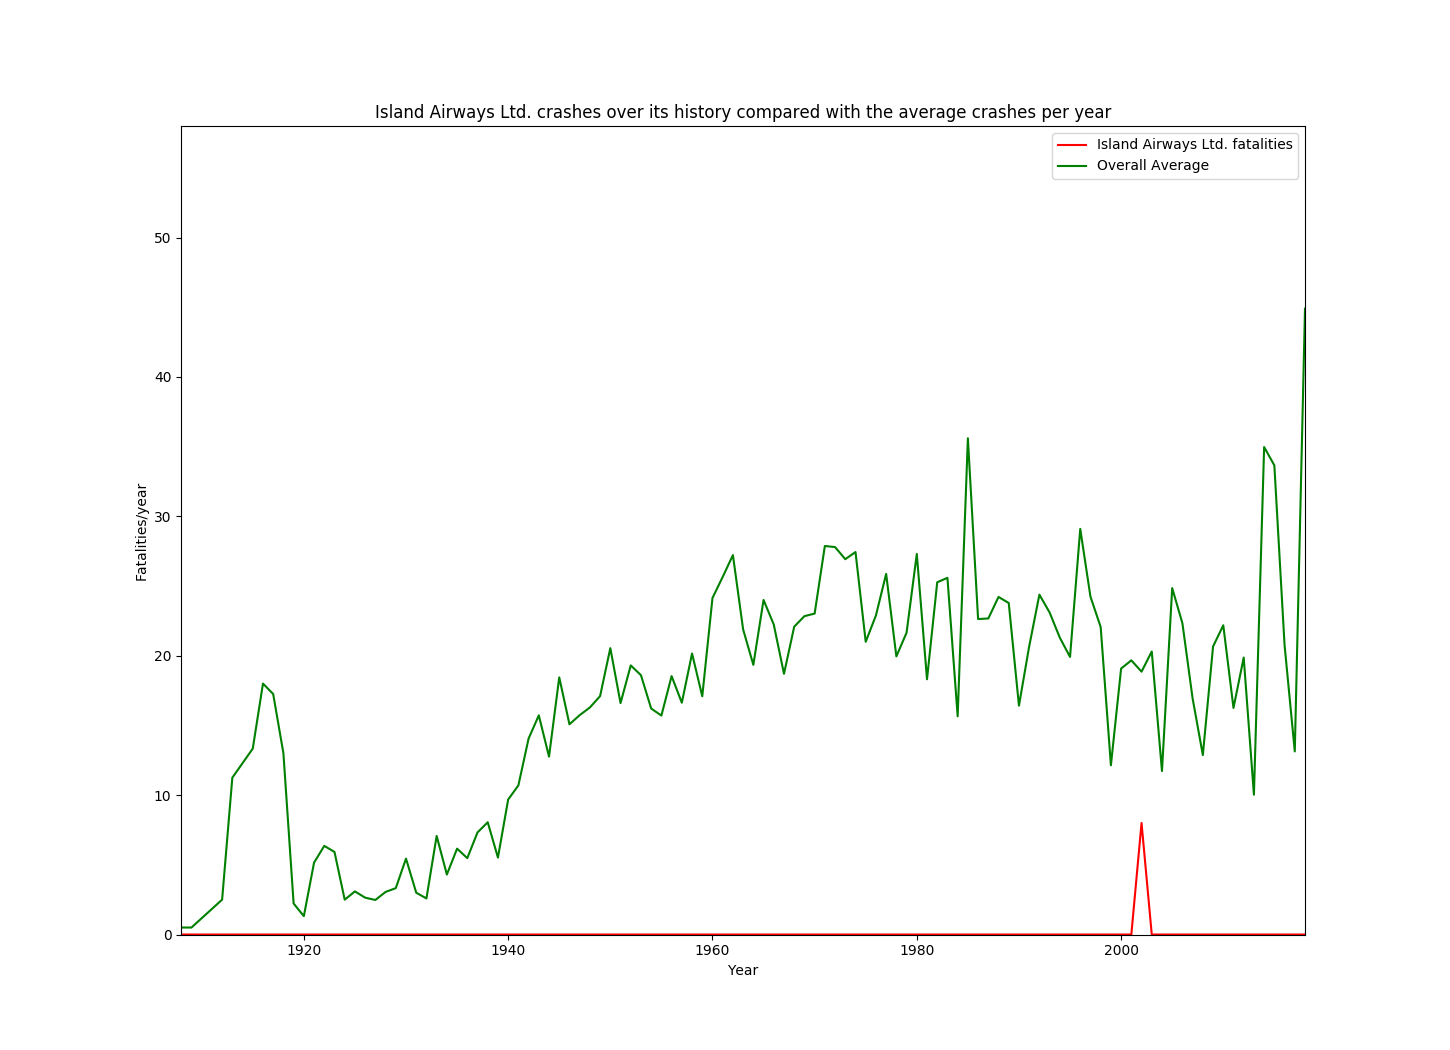 Island Airways Ltd. crashes over its history compared with the average crashes per year
Island Airways Ltd. fatalities
Overall Average
50
40
30
20
10
0
Fatalities/year
1920
1940
1960
1980
2000
Year